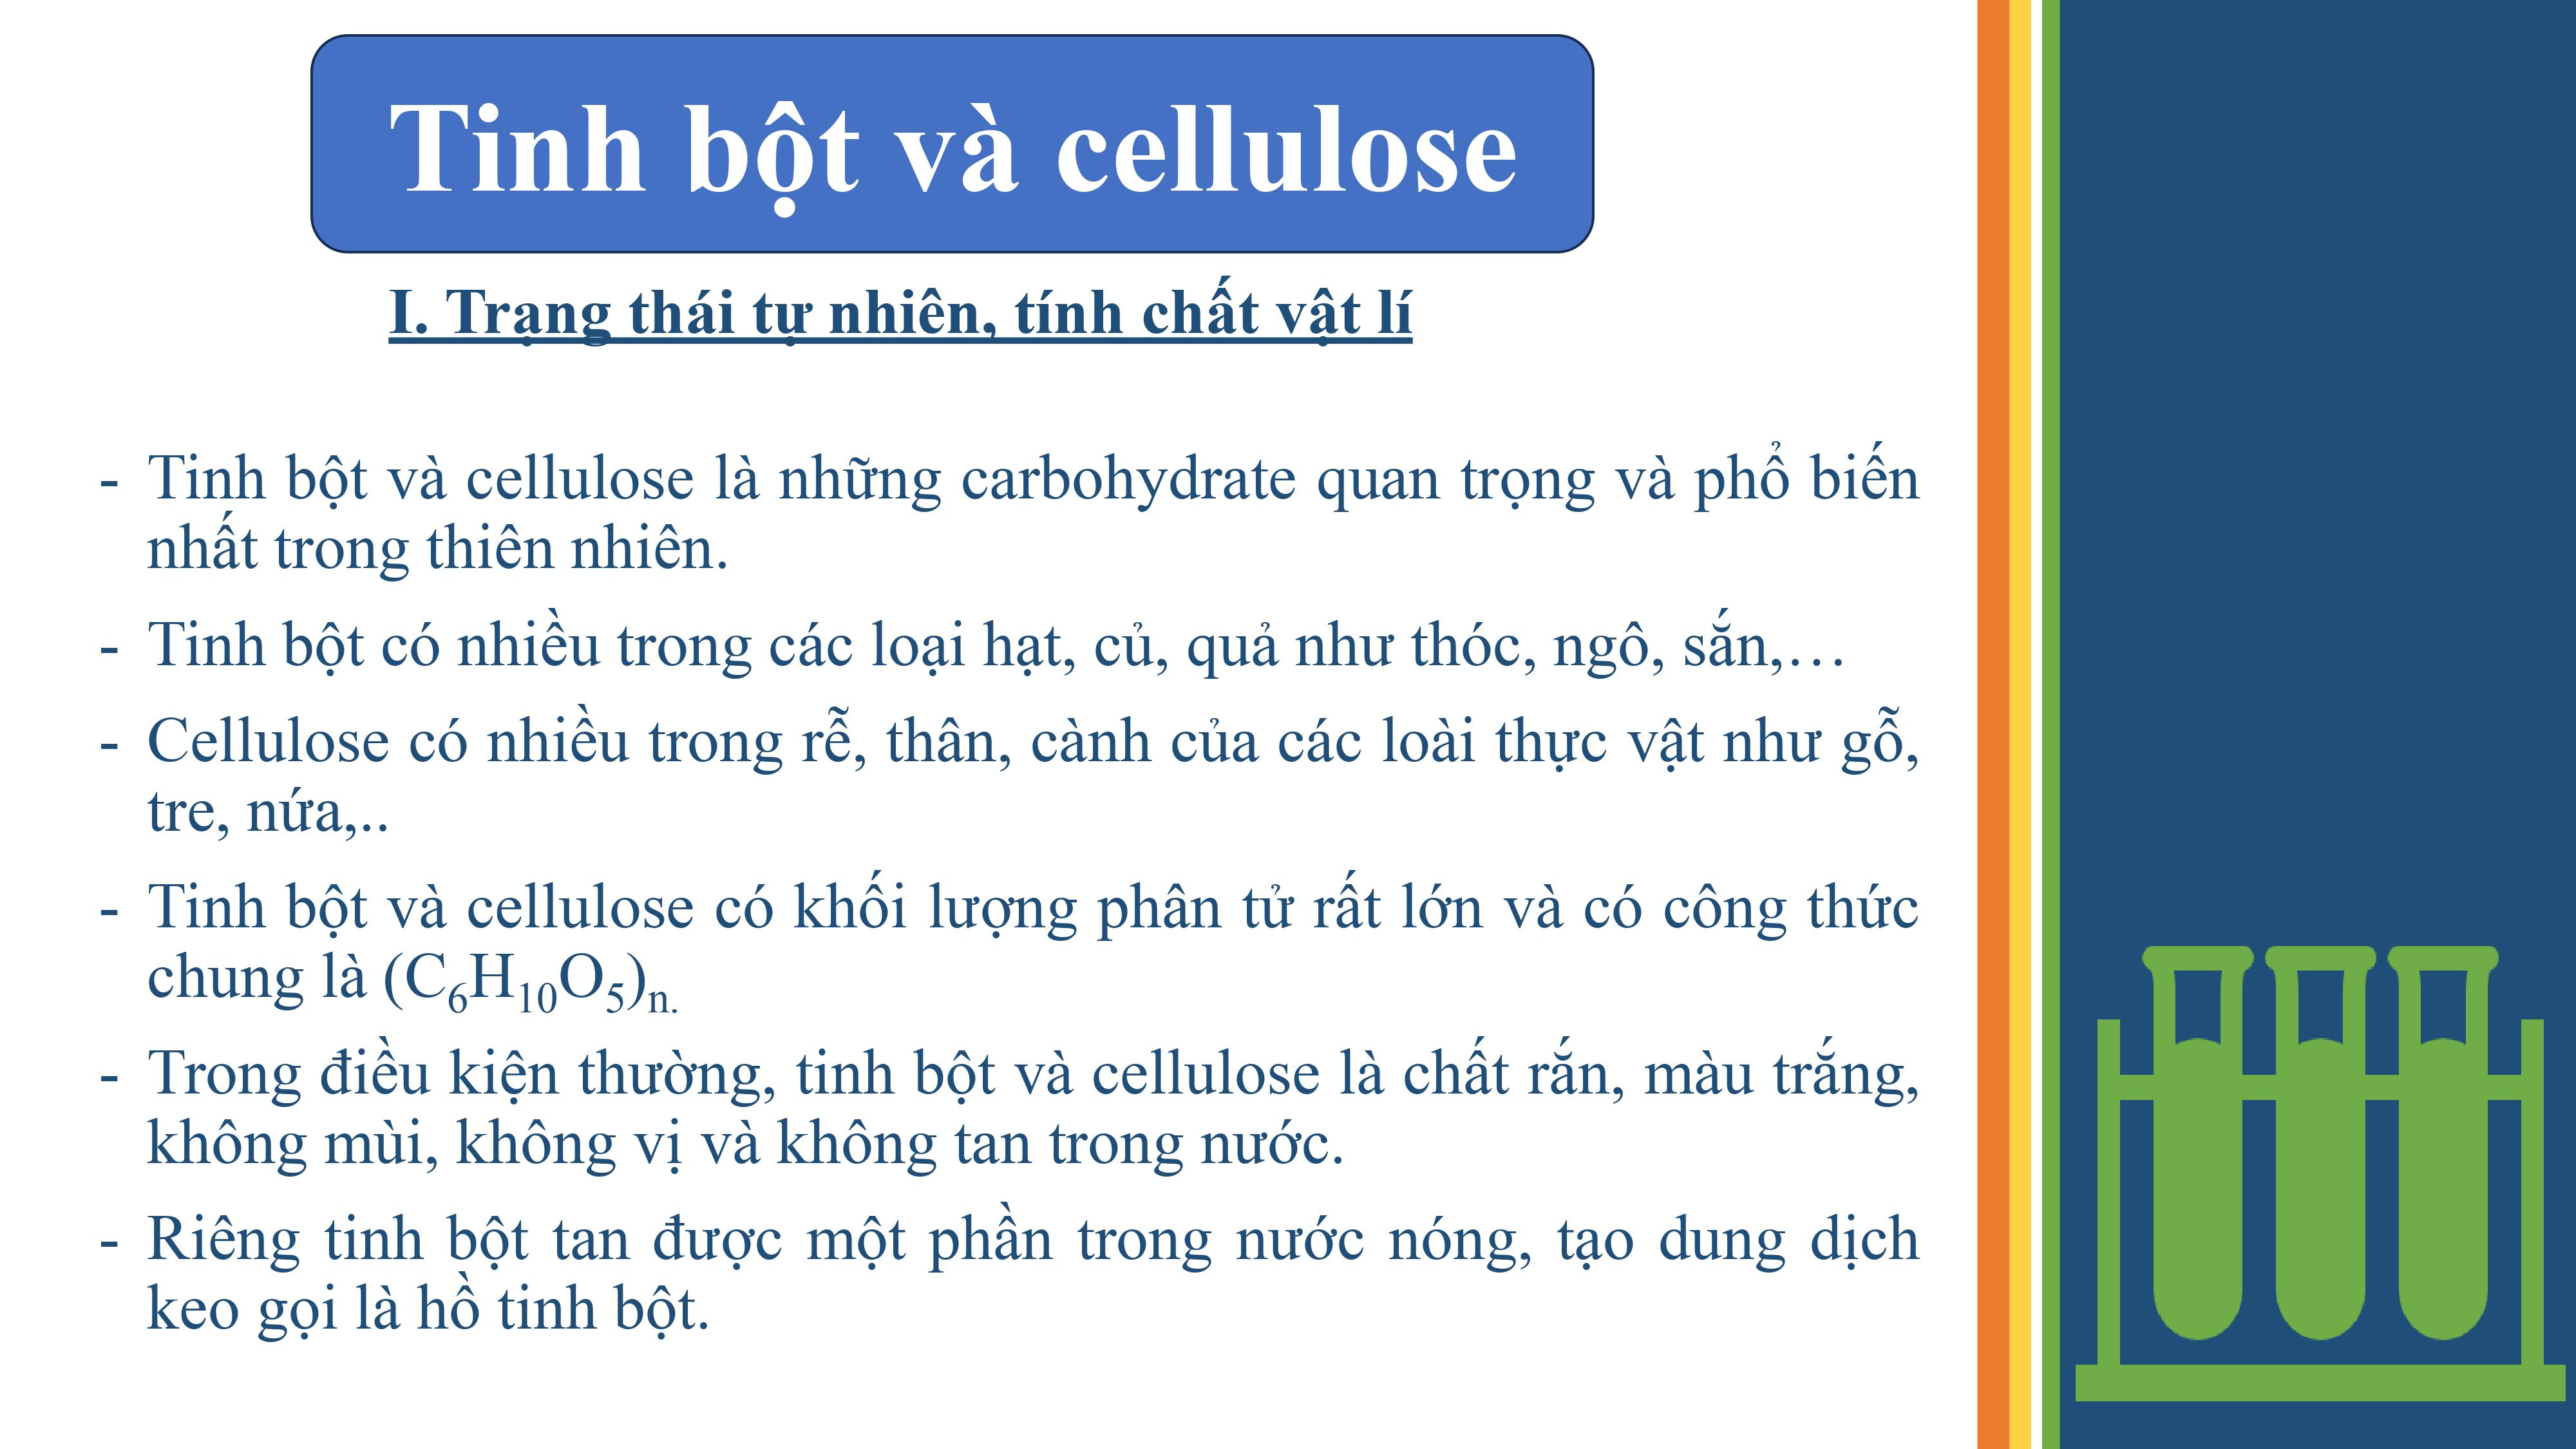 Tinh bột và cellulose
I. Trạng thái tự nhiên, tính chất vật lí
- Tinh bột và cellulose là những carbohydrate quan trọng và phổ biến
nhất trong thiên nhiên.
- Tinh bột có nhiều trong các loại hạt, củ, quả như thóc, ngô, sắn,…
- Cellulose có nhiều trong rễ, thân, cành của các loài thực vật như gỗ,
tre, nứa,..
- Tinh bột và cellulose có khối lượng phân tử rất lớn và có công thức
chung là (C₆H₁₀O₅)ₙ.
- Trong điều kiện thường, tinh bột và cellulose là chất rắn, màu trắng,
không mùi, không vị và không tan trong nước.
- Riêng tinh bột tan được một phần trong nước nóng, tạo dung dịch
keo gọi là hồ tinh bột.